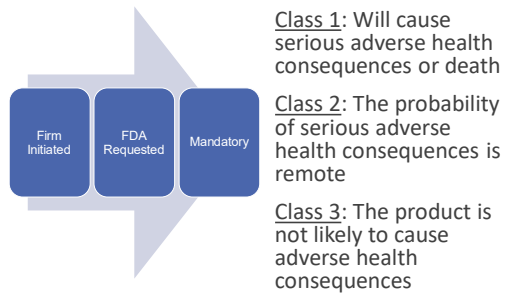 Firm
Initiated
FDA
Requested
Mandatory
Class 1: Will cause
serious adverse health
consequences or death
Class 2: The probability
of serious adverse
health consequences is
remote
Class 3: The product is
not likely to cause
adverse health
consequences